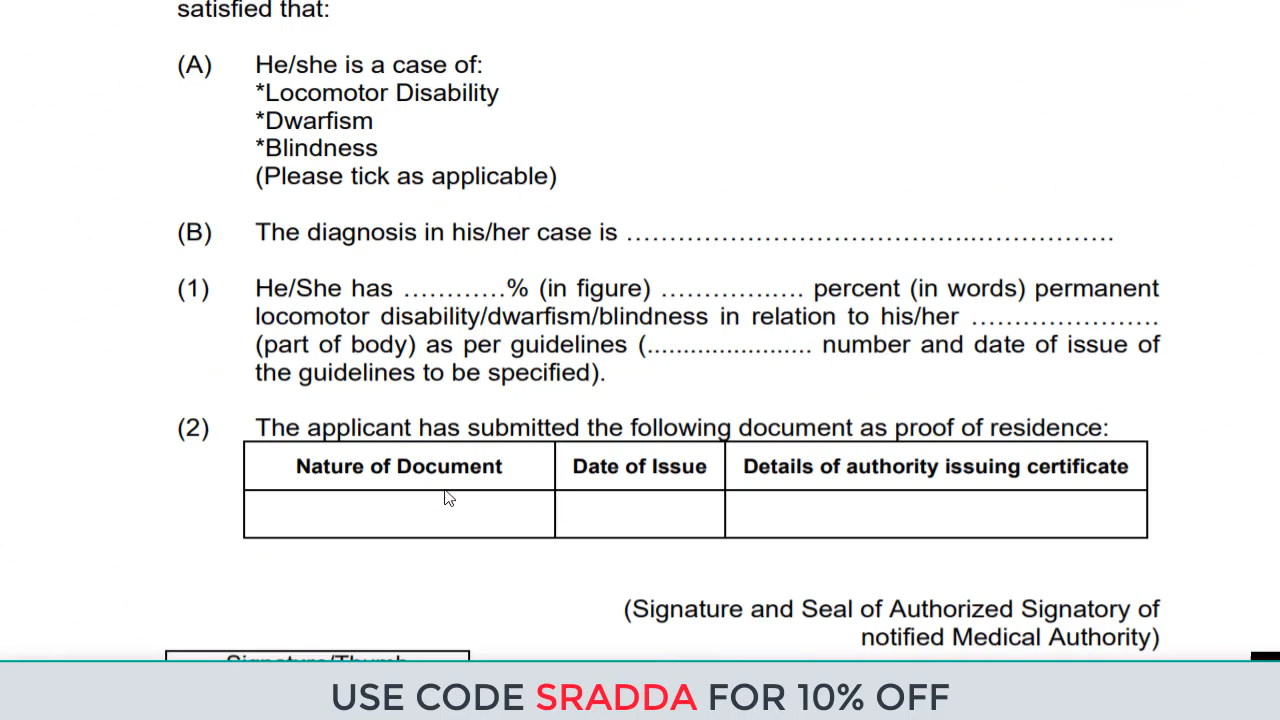 satisfied that:
(A) He/she is a case of:
*Locomotor Disability
*Dwarfism
*Blindness
(Please tick as applicable)
(B) The diagnosis in his/her case is …………………………………..…………….
(1) He/She has …………% (in figure) ………….…. percent (in words) permanent
locomotor disability/dwarfism/blindness in relation to his/her ………………….
(part of body) as per guidelines (...................... number and date of issue of
the guidelines to be specified).
(2) The applicant has submitted the following document as proof of residence:
Nature of Document Date of Issue Details of authority issuing certificate
(Signature and Seal of Authorized Signatory of
notified Medical Authority)
Signature/Thumb
USE CODE SRADDA FOR 10% OFF